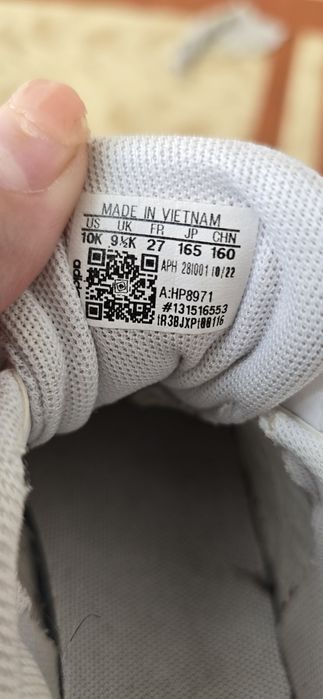 MADE IN VIETNAM
US UK FR JP CHN
10K 9½K 27 165 160
APH 281001 10/22
A:HP8971
#131516553